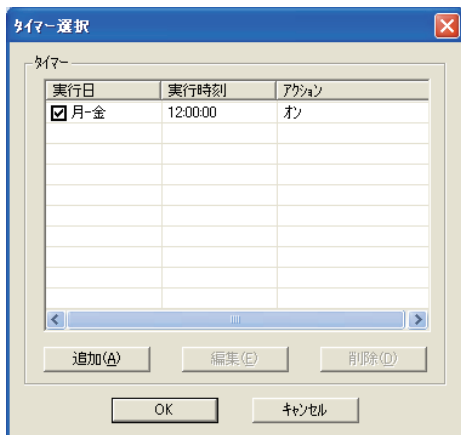 ﾀｲﾏｰ選択
ﾀｲﾏｰ
実行日 実行時刻 ｱｸｼｮﾝ
月-金 12:00:00 ｵﾝ
追加(A) 編集(E) 削除(D)
OK ｷｬﾝｾﾙ